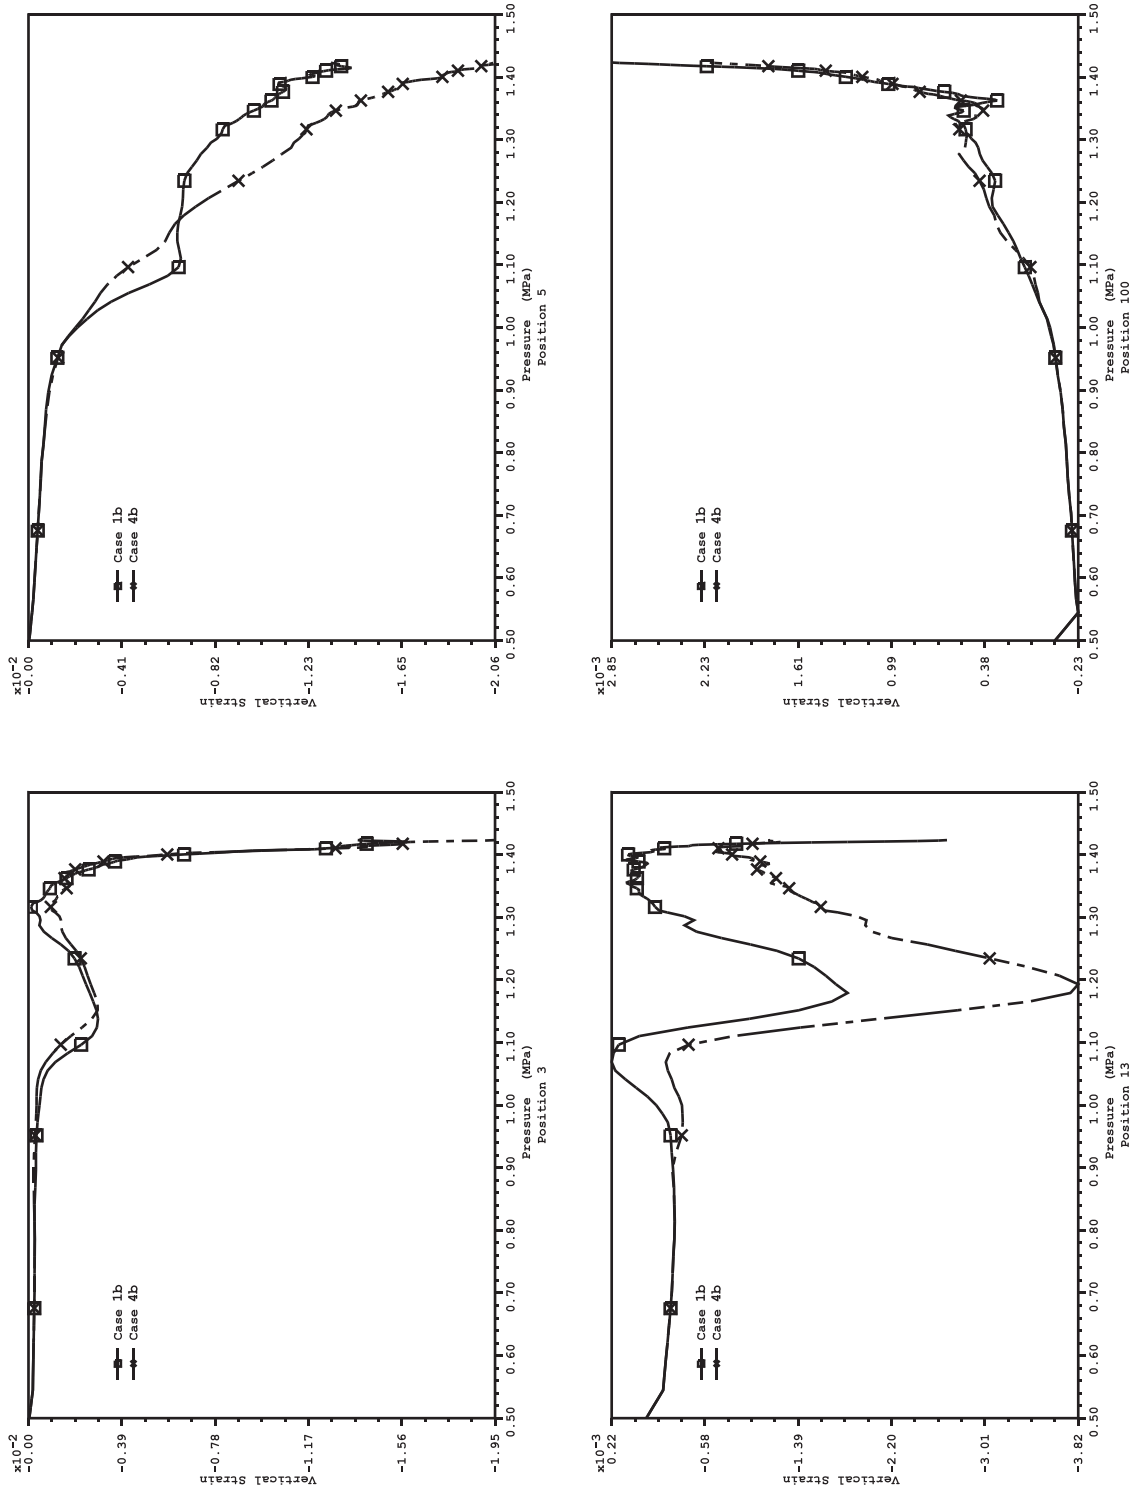 x10-2
-0.00
-0.39
-0.78
-1.17
-1.56
-1.95
Vertical Strain
Case 1b
Case 4b
0.50 0.60 0.70 0.80 0.90 1.00 1.10 1.20 1.30 1.40 1.50
Pressure (MPa)
Position 3
x10-2
-0.00
-0.41
-0.82
-1.23
-1.65
-2.06
Vertical Strain
Case 1b
Case 4b
0.50 0.60 0.70 0.80 0.90 1.00 1.10 1.20 1.30 1.40 1.50
Pressure (MPa)
Position 5
x10-3
0.22
-0.58
-1.39
-2.20
-3.01
-3.82
Vertical Strain
Case 1b
Case 4b
0.50 0.60 0.70 0.80 0.90 1.00 1.10 1.20 1.30 1.40 1.50
Pressure (MPa)
Position 13
x10-3
2.85
2.23
1.61
0.99
0.38
-0.23
Vertical Strain
Case 1b
Case 4b
0.50 0.60 0.70 0.80 0.90 1.00 1.10 1.20 1.30 1.40 1.50
Pressure (MPa)
Position 100